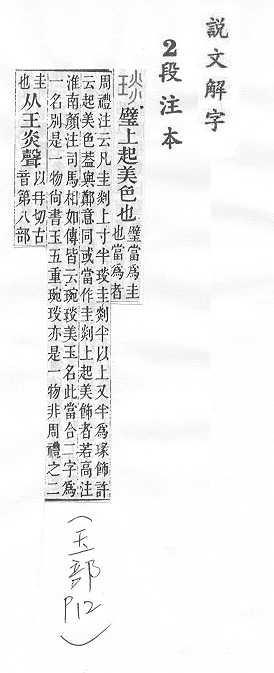 説文解字
2段注本
琰 璧上起美色也 璧當爲圭
也當爲者
周禮注云凡圭剡上寸半琰圭剡半以上又半爲瑑飾許
云起美色葢與鄭意同或當作圭剡上起美飾者若高注
淮南顔注司馬相如傳皆云琬琰美玉名此當合二字爲
一名別是一物尚書玉五重琬琰亦是一物非周禮之二
圭
也 从王炎聲 以冄切古
音第八部
(玉部 P12)